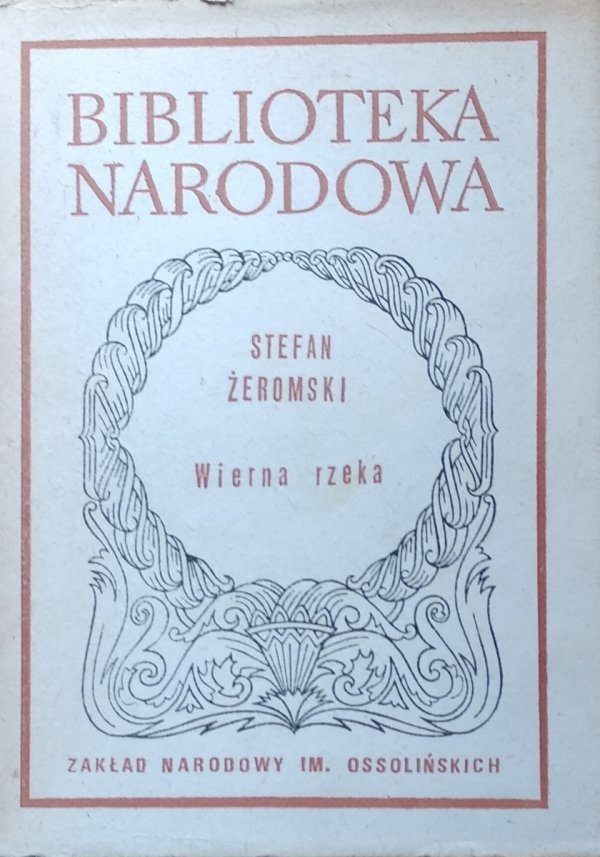 BIBLIOTEKA
NARODOWA
STEFAN
ŻEROMSKI
Wierna rzeka
ZAKŁAD NARODOWY IM. OSSOLIŃSKICH